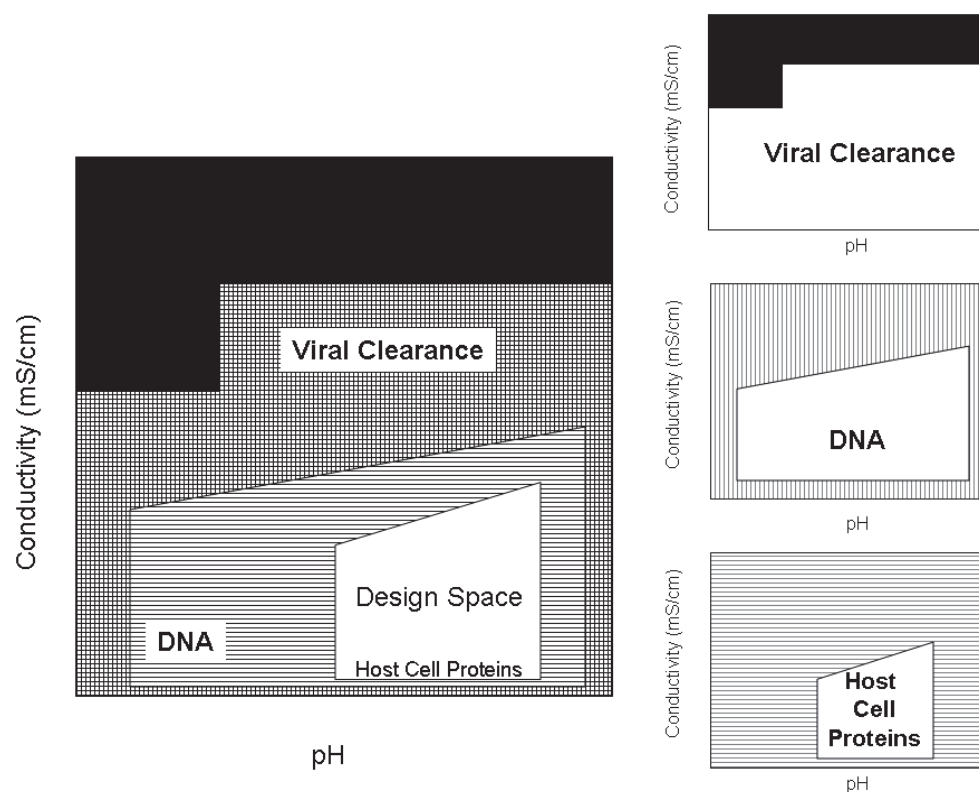 Conductivity (mS/cm)
Viral Clearance
Design Space
DNA
Host Cell Proteins
pH
Conductivity (mS/cm)
Viral Clearance
pH
Conductivity (mS/cm)
DNA
pH
Conductivity (mS/cm)
Host
Cell
Proteins
pH